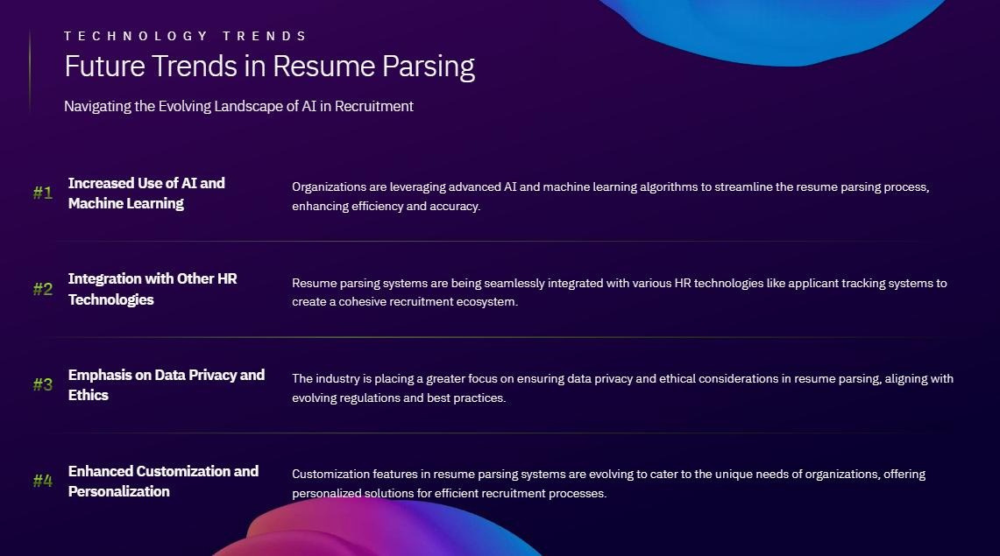 TECHNOLOGY TRENDS
Future Trends in Resume Parsing
Navigating the Evolving Landscape of AI in Recruitment
#1
Increased Use of AI and
Machine Learning
Organizations are leveraging advanced AI and machine learning algorithms to streamline the resume parsing process,
enhancing efficiency and accuracy.
#2
Integration with Other HR
Technologies
Resume parsing systems are being seamlessly integrated with various HR technologies like applicant tracking systems to
create a cohesive recruitment ecosystem.
#3
Emphasis on Data Privacy and
Ethics
The industry is placing a greater focus on ensuring data privacy and ethical considerations in resume parsing, aligning with
evolving regulations and best practices.
#4
Enhanced Customization and
Personalization
Customization features in resume parsing systems are evolving to cater to the unique needs of organizations, offering
personalized solutions for efficient recruitment processes.